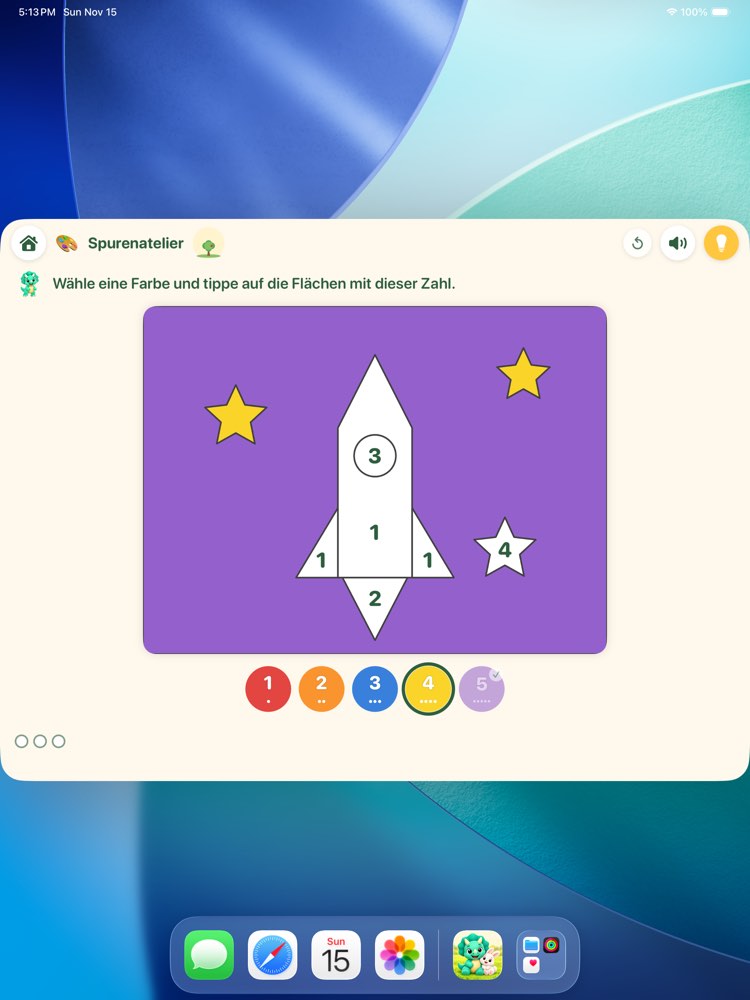 5:13 PM Sun Nov 15
100%
Spurenatelier
Wähle eine Farbe und tippe auf die Flächen mit dieser Zahl.
3
1
1
1
4
2
1 2 3 4 5
Sun
15